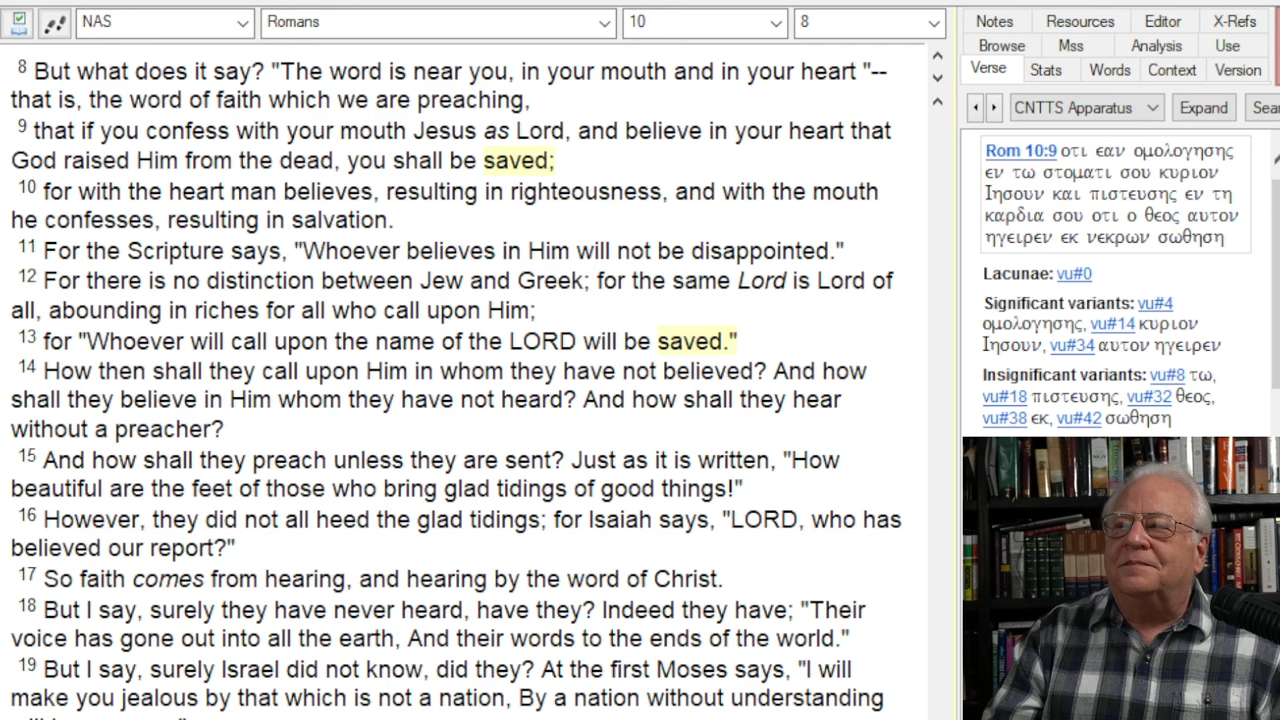 NAS
Romans
10
8
8 But what does it say? "The word is near you, in your mouth and in your heart "--
that is, the word of faith which we are preaching,
9 that if you confess with your mouth Jesus as Lord, and believe in your heart that
God raised Him from the dead, you shall be saved;
10 for with the heart man believes, resulting in righteousness, and with the mouth
he confesses, resulting in salvation.
11 For the Scripture says, "Whoever believes in Him will not be disappointed."
12 For there is no distinction between Jew and Greek; for the same Lord is Lord of
all, abounding in riches for all who call upon Him;
13 for "Whoever will call upon the name of the LORD will be saved."
14 How then shall they call upon Him in whom they have not believed? And how
shall they believe in Him whom they have not heard? And how shall they hear
without a preacher?
15 And how shall they preach unless they are sent? Just as it is written, "How
beautiful are the feet of those who bring glad tidings of good things!"
16 However, they did not all heed the glad tidings; for Isaiah says, "LORD, who has
believed our report?"
17 So faith comes from hearing, and hearing by the word of Christ.
18 But I say, surely they have never heard, have they? Indeed they have; "Their
voice has gone out into all the earth, And their words to the ends of the world."
19 But I say, surely Israel did not know, did they? At the first Moses says, "I will
make you jealous by that which is not a nation, By a nation without understanding
Notes Resources Editor X-Refs
Browse Mss Analysis Use
Verse Stats Words Context Version
CNTTS Apparatus Expand Sear
Rom 10:9 οτι εαν ομολογησης
εν τω στοματι σου κυριον
Ιησουν και πιστευσης εν τη
καρδια σου οτι ο θεος αυτον
ηγειρεν εκ νεκρων σωθηση
Lacunae: vu#0
Significant variants: vu#4
ομολογησης, vu#14 κυριον
Ιησουν, vu#34 αυτον ηγειρεν
Insignificant variants: vu#8 τω,
vu#18 πιστευσης, vu#32 θεος,
vu#38 εκ, vu#42 σωθηση